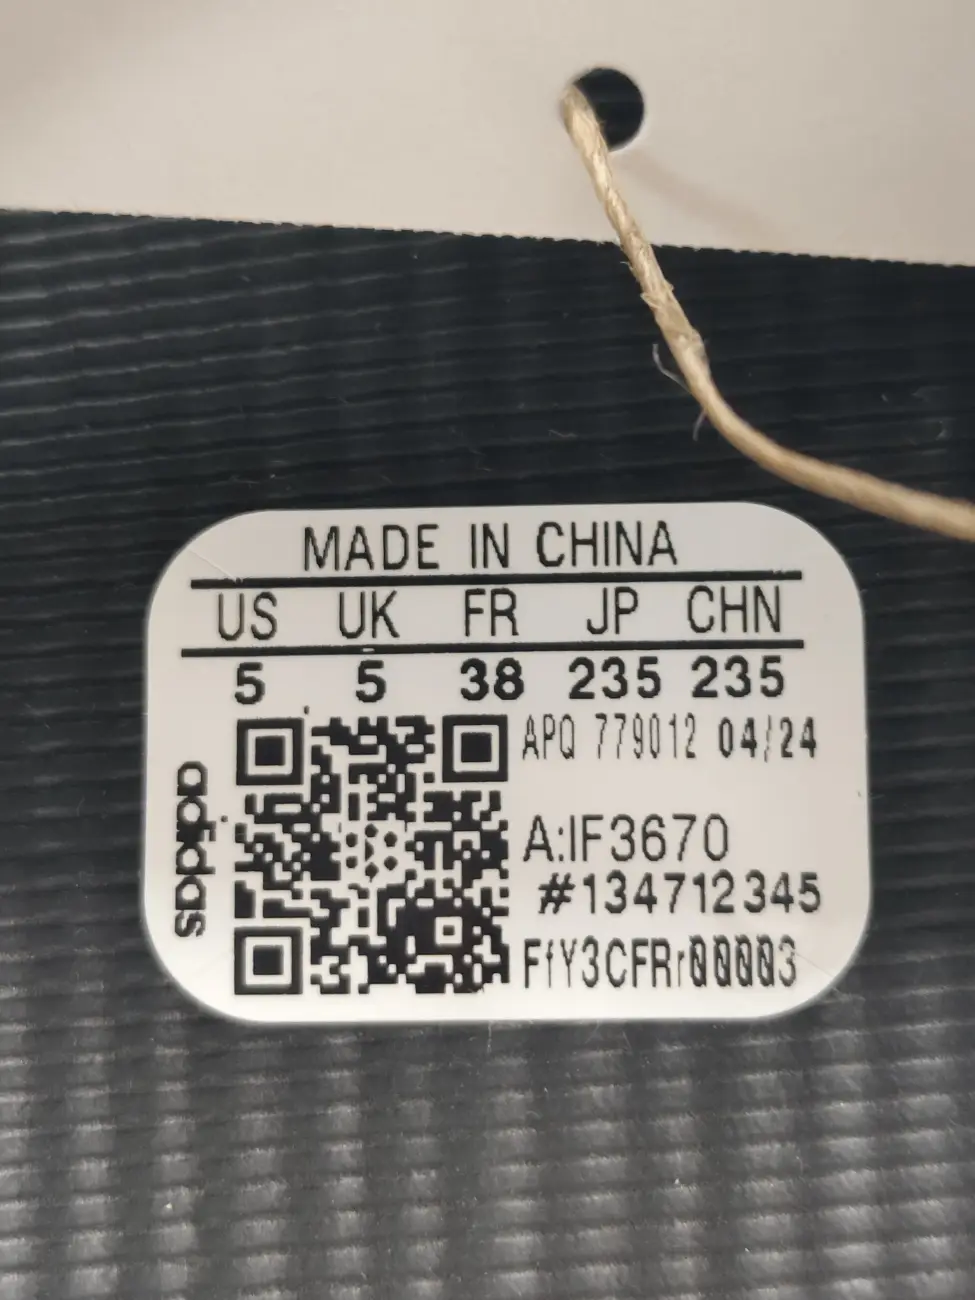 MADE IN CHINA
US UK FR JP CHN
5 5 38 235 235
APQ 779012 04/24
A:IF3670
#134712345
FfY3CFRr00003
adidas